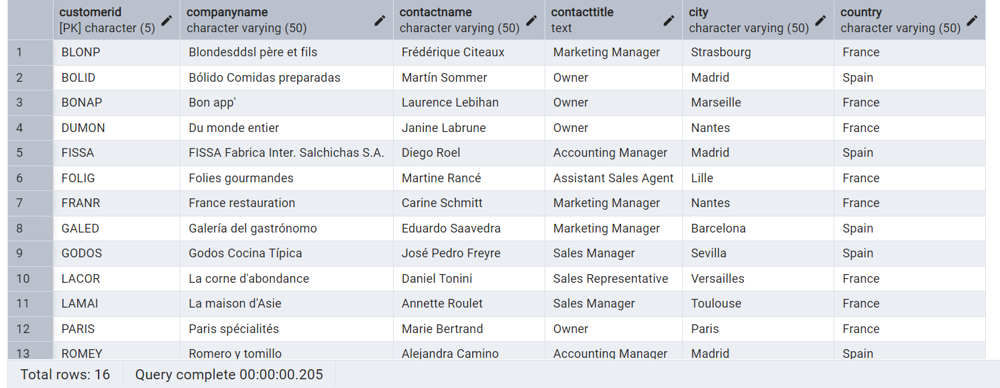 customerid companyname contactname contacttitle city country
[PK] character (5) character varying (50) character varying (50) text character varying (50) character varying (50)
1 BLONP Blondesddsl père et fils Frédérique Citeaux Marketing Manager Strasbourg France
2 BOLID Bólido Comidas preparadas Martín Sommer Owner Madrid Spain
3 BONAP Bon app' Laurence Lebihan Owner Marseille France
4 DUMON Du monde entier Janine Labrune Owner Nantes France
5 FISSA FISSA Fabrica Inter. Salchichas S.A. Diego Roel Accounting Manager Madrid Spain
6 FOLIG Folies gourmandes Martine Rancé Assistant Sales Agent Lille France
7 FRANR France restauration Carine Schmitt Marketing Manager Nantes France
8 GALED Galería del gastrónomo Eduardo Saavedra Marketing Manager Barcelona Spain
9 GODOS Godos Cocina Típica José Pedro Freyre Sales Manager Sevilla Spain
10 LACOR La corne d'abondance Daniel Tonini Sales Representative Versailles France
11 LAMAI La maison d'Asie Annette Roulet Sales Manager Toulouse France
12 PARIS Paris spécialités Marie Bertrand Owner Paris France
13 ROMEY Romero y tomillo Alejandra Camino Accounting Manager Madrid Spain
Total rows: 16 Query complete 00:00:00.205